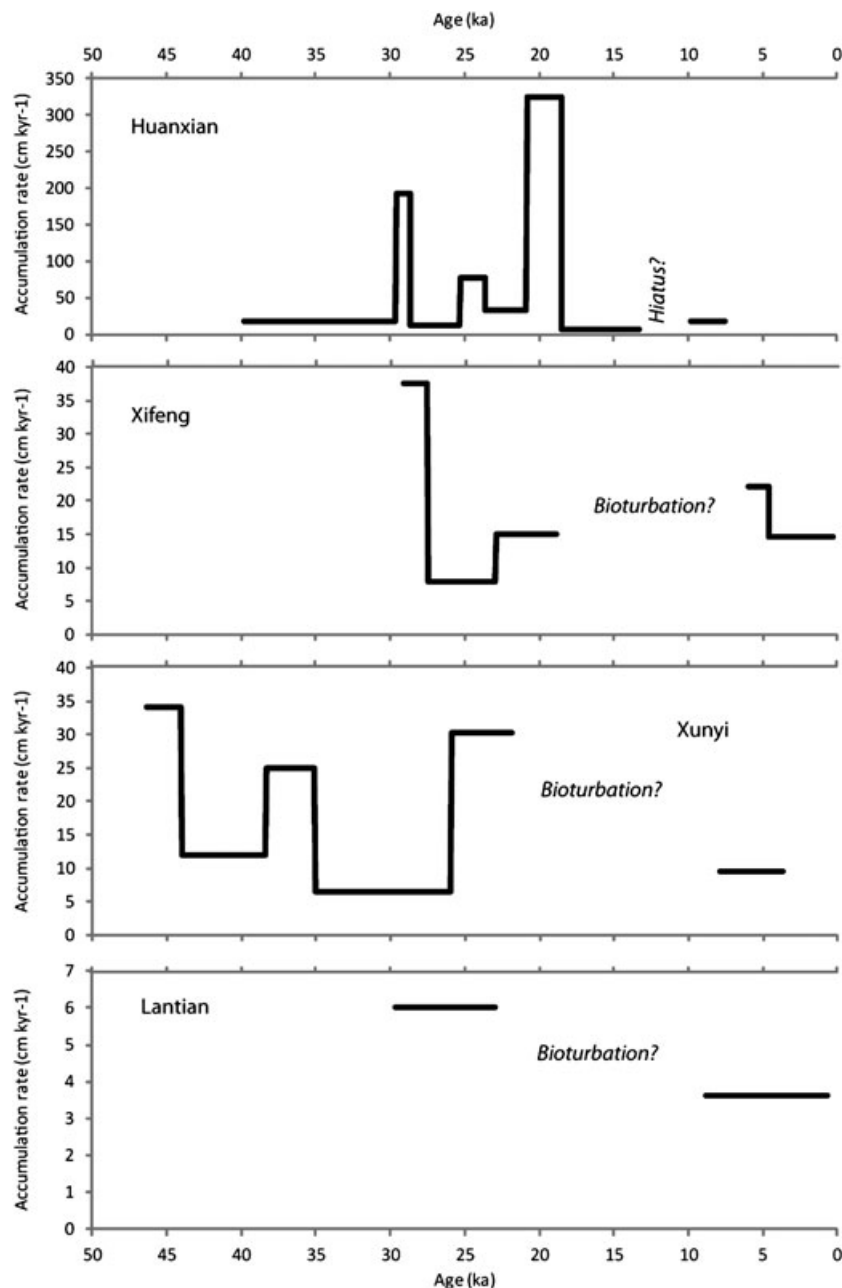 Age (ka)
50 45 40 35 30 25 20 15 10 5 0
Accumulation rate (cm kyr-1)
350
300
250
200
150
100
50
0
Huanxian
Hiatus?
Accumulation rate (cm kyr-1)
40
35
30
25
20
15
10
5
0
Xifeng
Bioturbation?
Accumulation rate (cm kyr-1)
40
35
30
25
20
15
10
5
0
Xunyi
Bioturbation?
Accumulation rate (cm kyr-1)
7
6
5
4
3
2
1
0
Lantian
Bioturbation?
50 45 40 35 30 25 20 15 10 5 0
Age (ka)